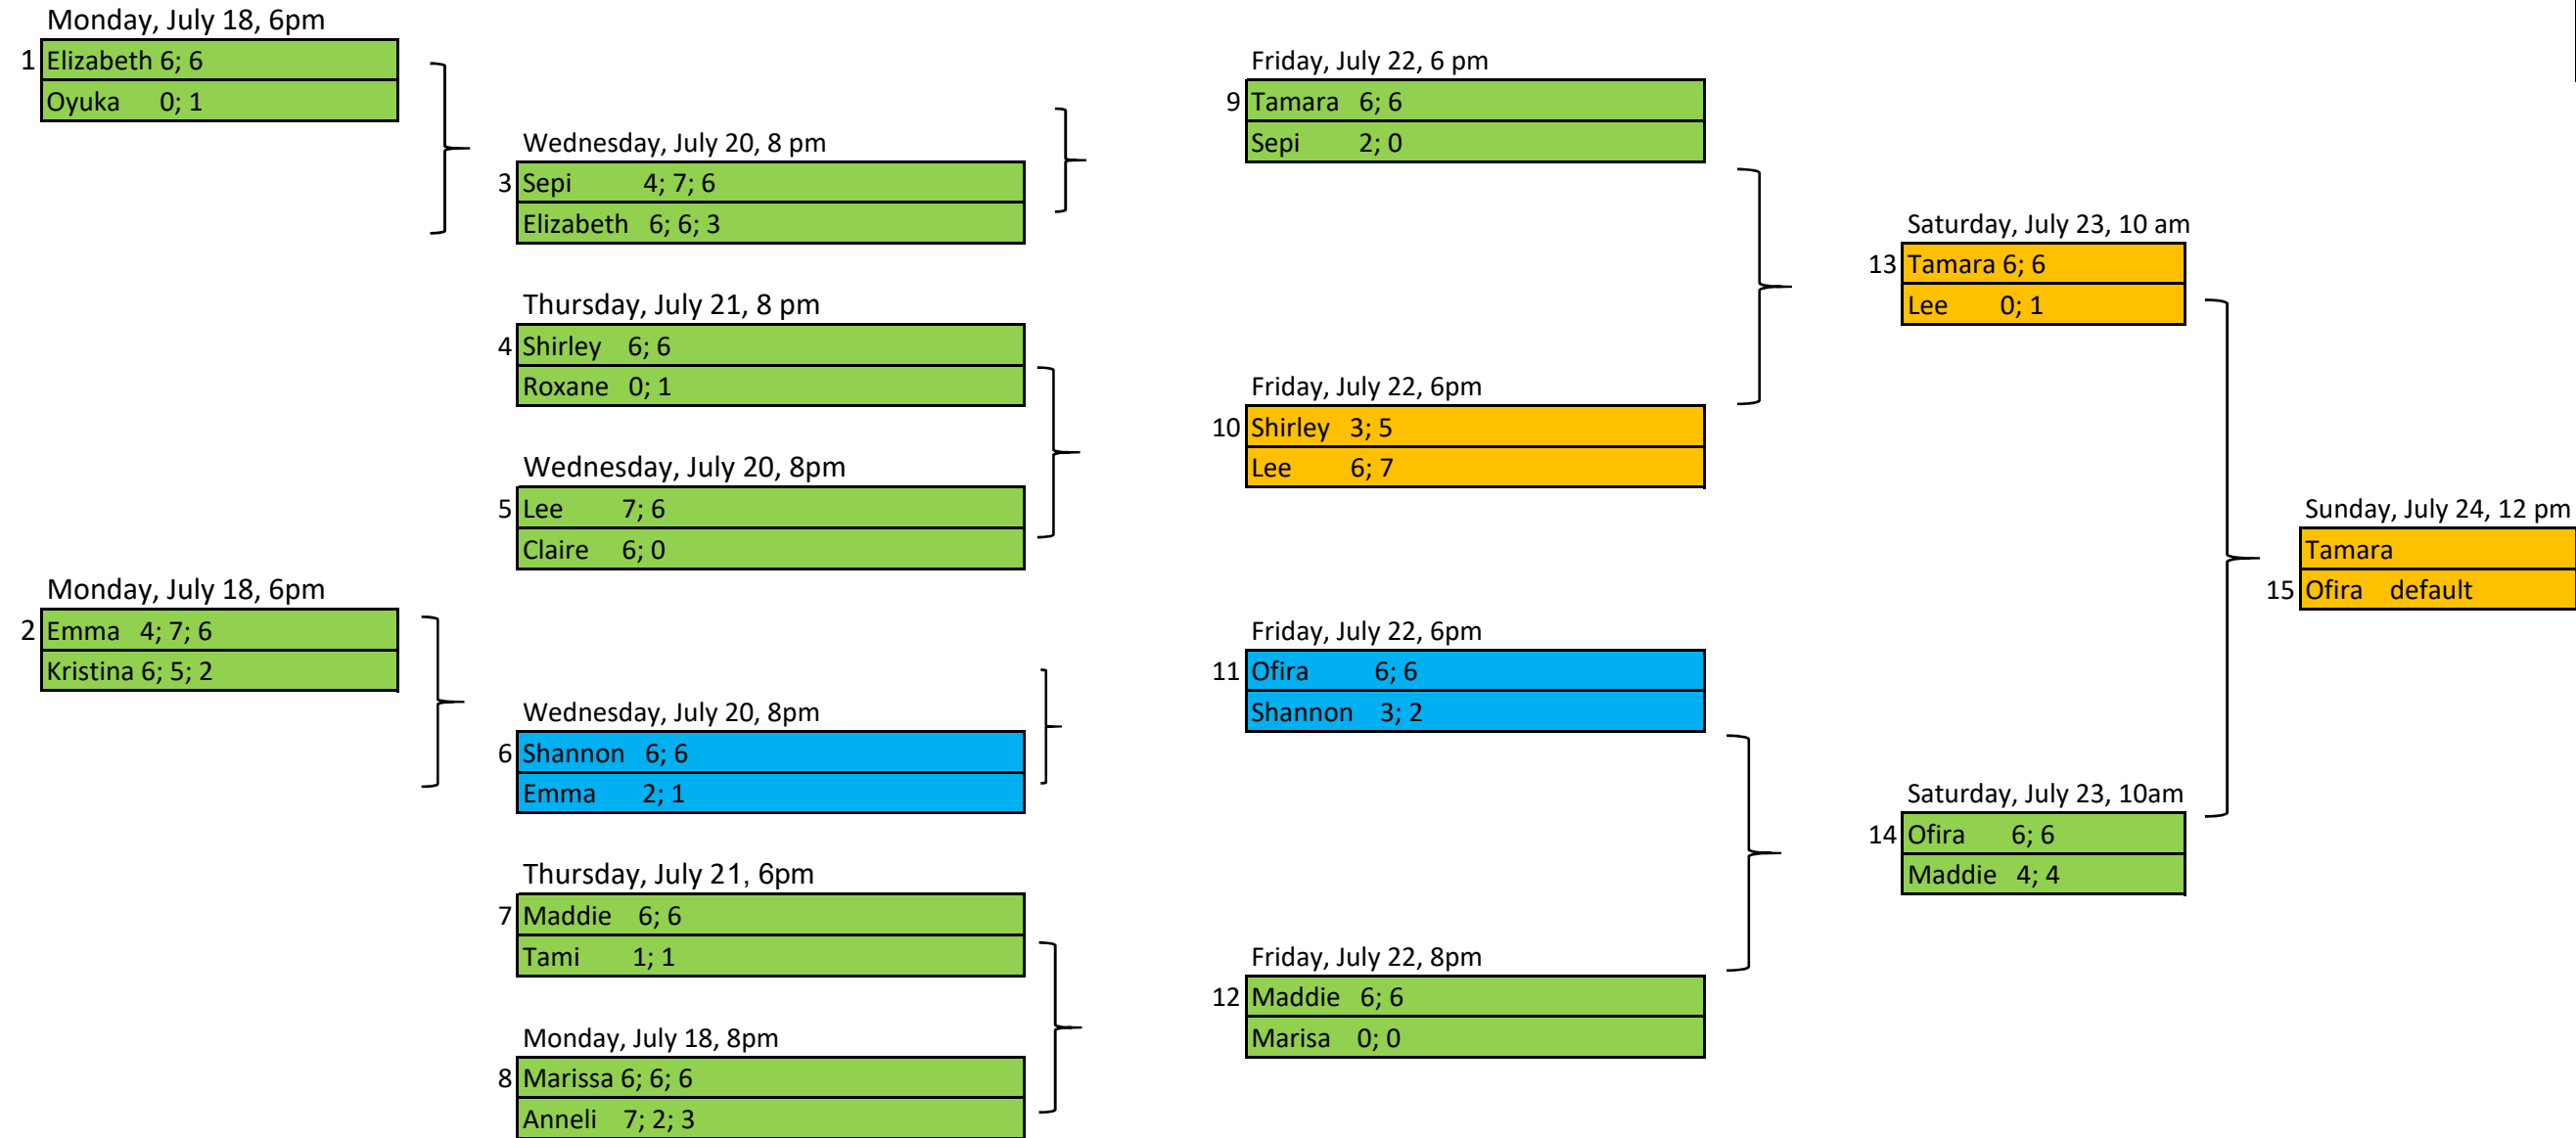 Monday, July 18, 6pm
1 Elizabeth 6; 6
Oyuka 0; 1
Monday, July 18, 6pm
2 Emma 4; 7; 6
Kristina 6; 5; 2
Wednesday, July 20, 8 pm
3 Sepi 4; 7; 6
Elizabeth 6; 6; 3
Thursday, July 21, 8 pm
4 Shirley 6; 6
Roxane 0; 1
Wednesday, July 20, 8pm
5 Lee 7; 6
Claire 6; 0
Wednesday, July 20, 8pm
6 Shannon 6; 6
Emma 2; 1
Thursday, July 21, 6pm
7 Maddie 6; 6
Tami 1; 1
Monday, July 18, 8pm
8 Marissa 6; 6; 6
Anneli 7; 2; 3
Friday, July 22, 6 pm
9 Tamara 6; 6
Sepi 2; 0
Friday, July 22, 6pm
10 Shirley 3; 5
Lee 6; 7
Friday, July 22, 6pm
11 Ofira 6; 6
Shannon 3; 2
Friday, July 22, 8pm
12 Maddie 6; 6
Marisa 0; 0
Saturday, July 23, 10 am
13 Tamara 6; 6
Lee 0; 1
Saturday, July 23, 10am
14 Ofira 6; 6
Maddie 4; 4
Sunday, July 24, 12 pm
Tamara
15 Ofira default